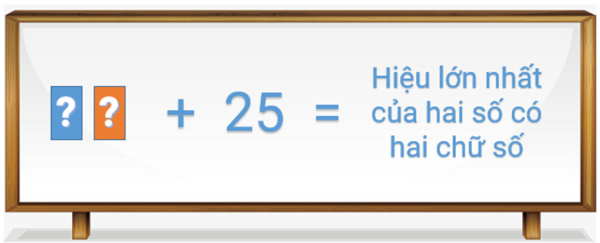 ? ? + 25 = Hiệu lớn nhất
của hai số có
hai chữ số